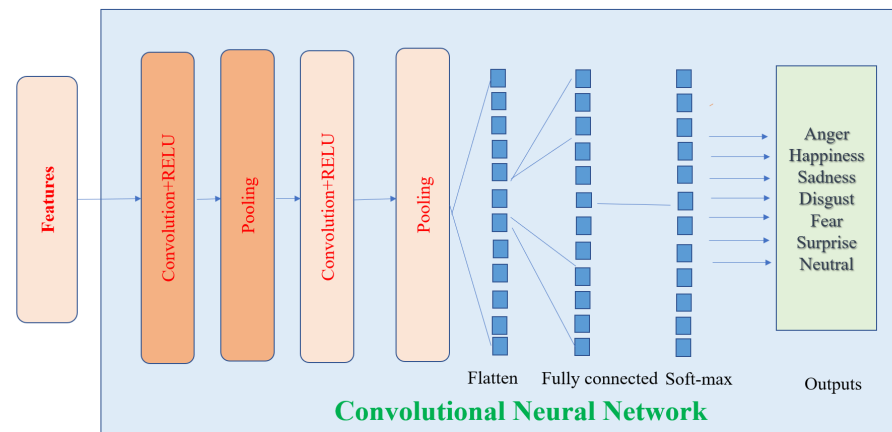 Features
Convolution+RELU
Pooling
Convolution+RELU
Pooling
Flatten
Fully connected
Soft-max
Anger
Happiness
Sadness
Disgust
Fear
Surprise
Neutral
Outputs
Convolutional Neural Network